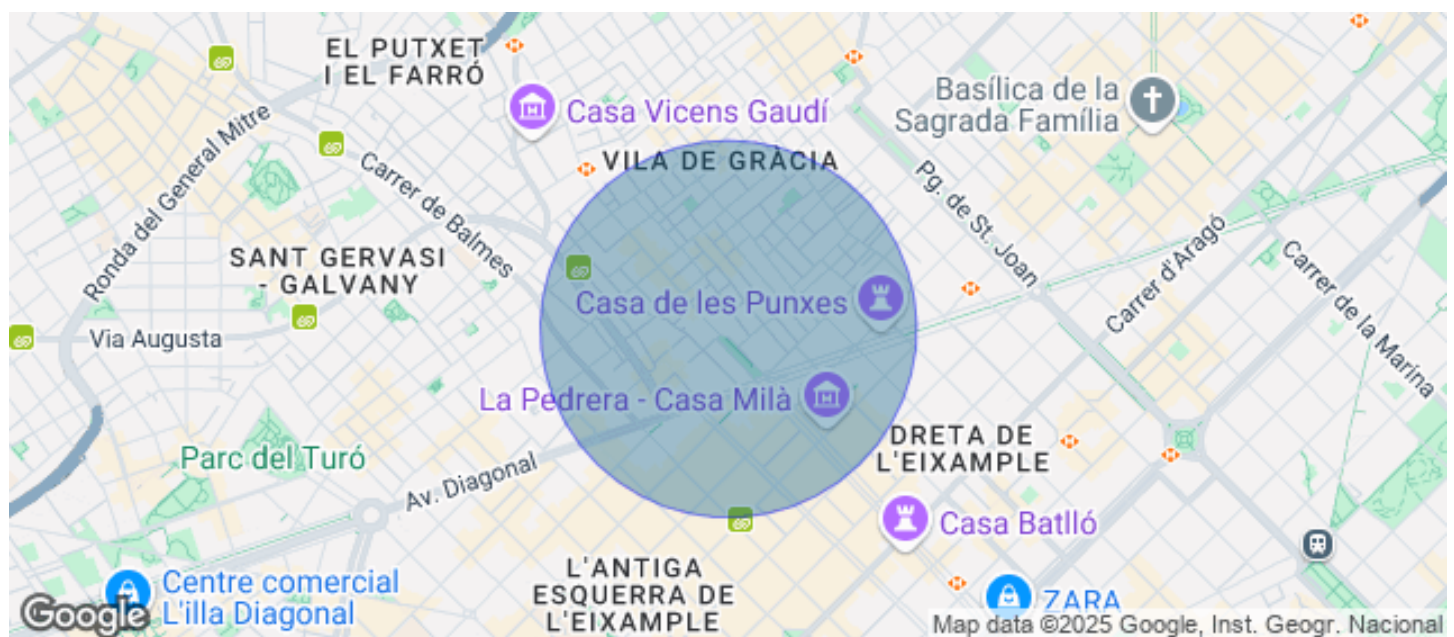 EL PUTXET
I EL FARRÓ
Casa Vicens Gaudí
Basílica de la
Sagrada Família
VILA DE GRÀCIA
Ronda del General Mitre
Carrer de Balmes
Pg. de St. Joan
Carrer d'Aragó
Carrer de la Marina
SANT GERVASI
- GALVANY
Via Augusta
Casa de les Punxes
La Pedrera - Casa Milà
DRETA DE
L'EIXAMPLE
Parc del Turó
Av. Diagonal
Casa Batlló
L'ANTIGA
ESQUERRA DE
L'EIXAMPLE
Centre comercial
L'illa Diagonal
ZARA
Google
Map data ©2025 Google, Inst. Geogr. Nacional